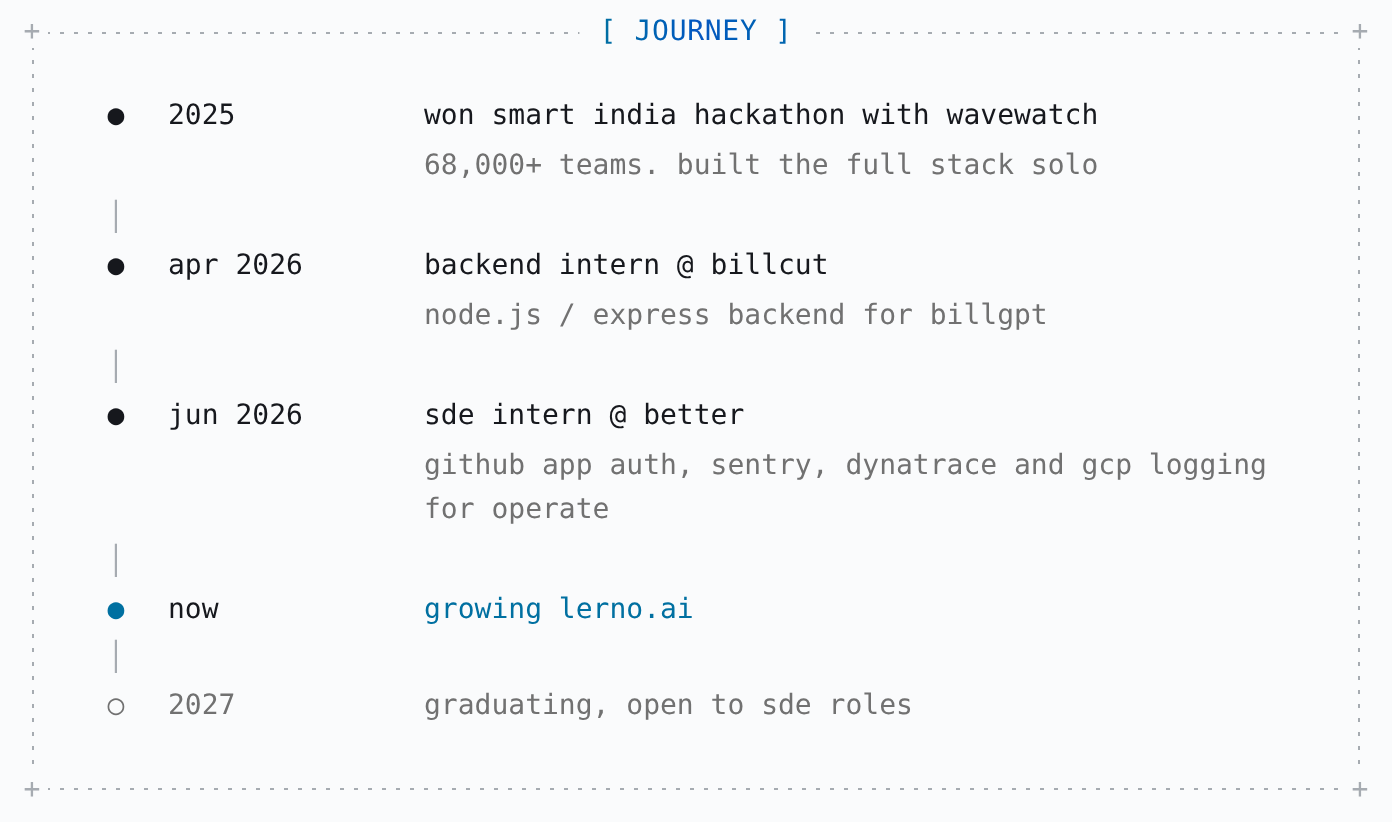 [ JOURNEY ]
2025 won smart india hackathon with wavewatch
68,000+ teams. built the full stack solo
apr 2026 backend intern @ billcut
node.js / express backend for billgpt
jun 2026 sde intern @ better
github app auth, sentry, dynatrace and gcp logging
for operate
now growing lerno.ai
2027 graduating, open to sde roles